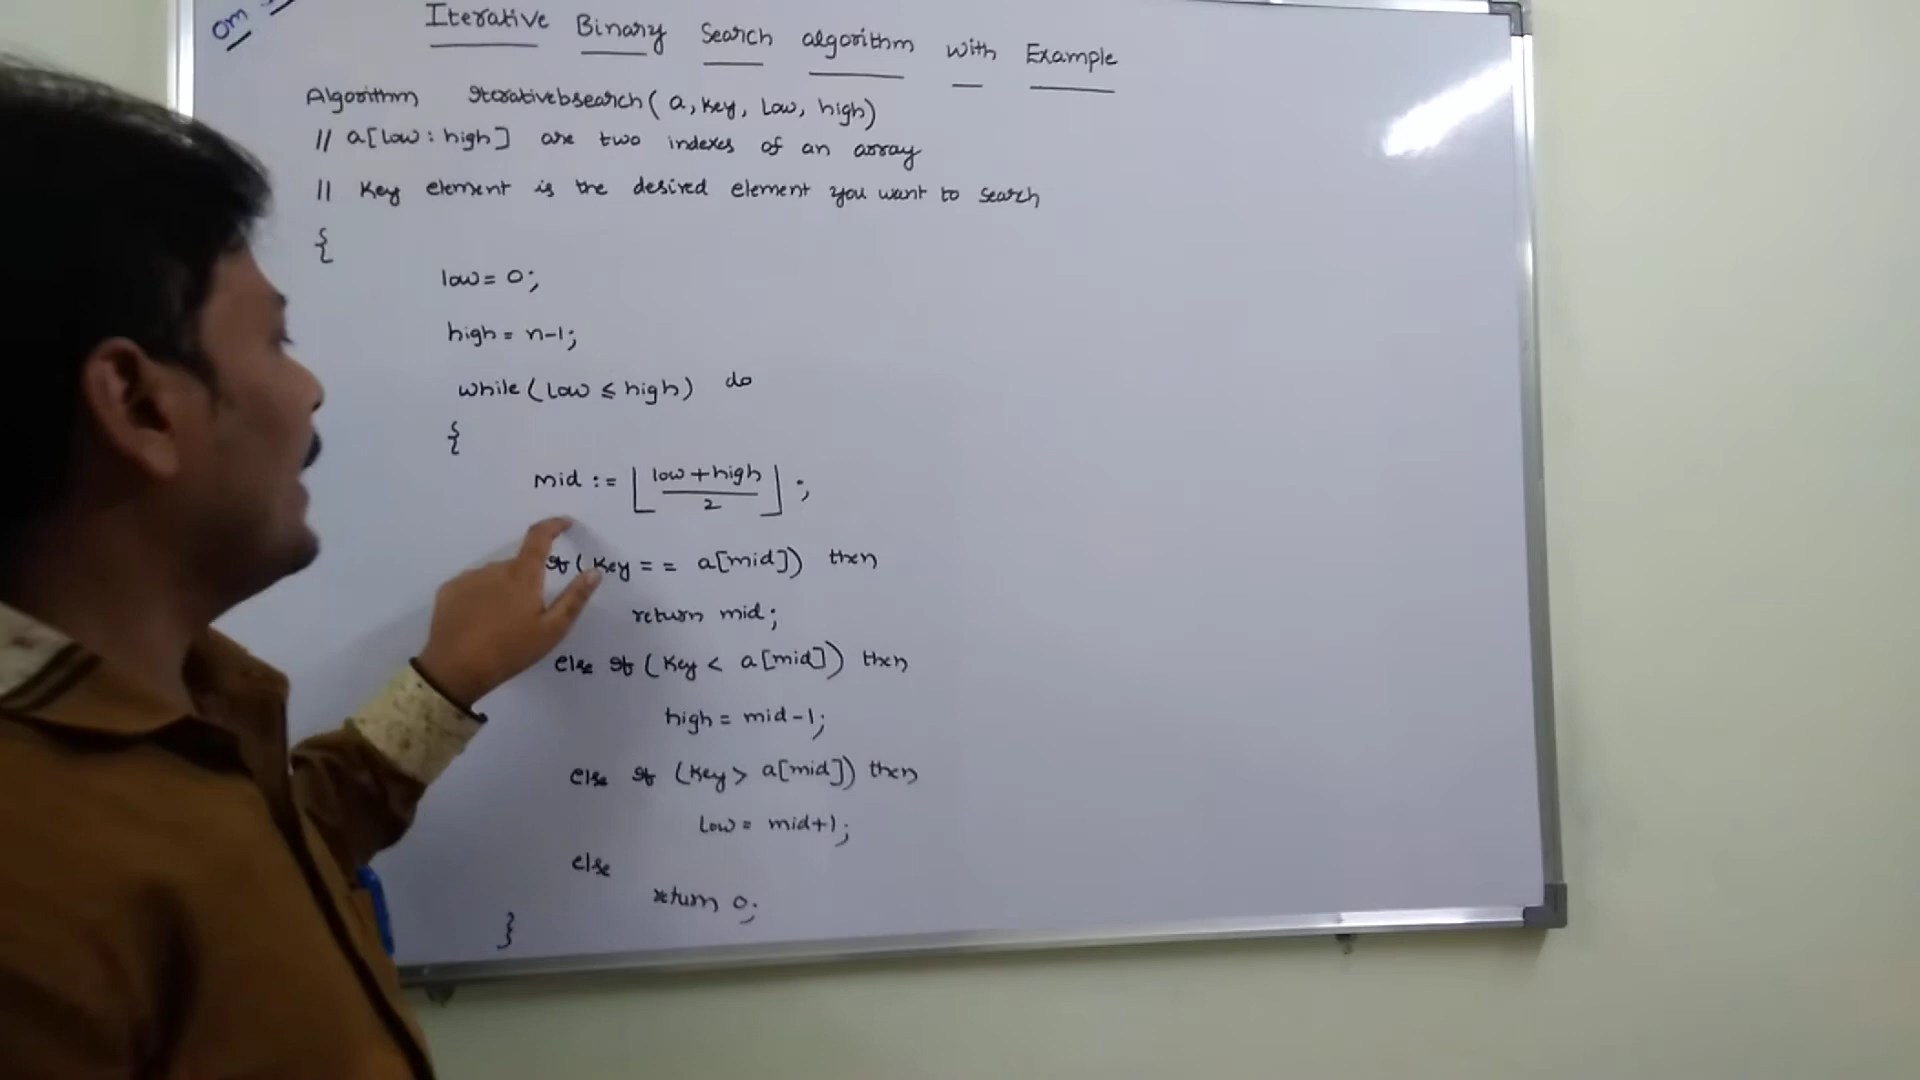 om
Iterative Binary Search algorithm with Example
Algorithm Iterativebsearch( a, key, low, high)
// a[low : high] are two indexes of an array
// Key element is the desired element you want to search
{
low = 0;
high = n-1;
while (low ≤ high) do
{
mid := ⌊ low + high / 2 ⌋ ;
If (key == a[mid]) then
return mid;
else If (key < a[mid]) then
high = mid-1;
else If (key > a[mid]) then
low = mid+1;
else
return 0;
}